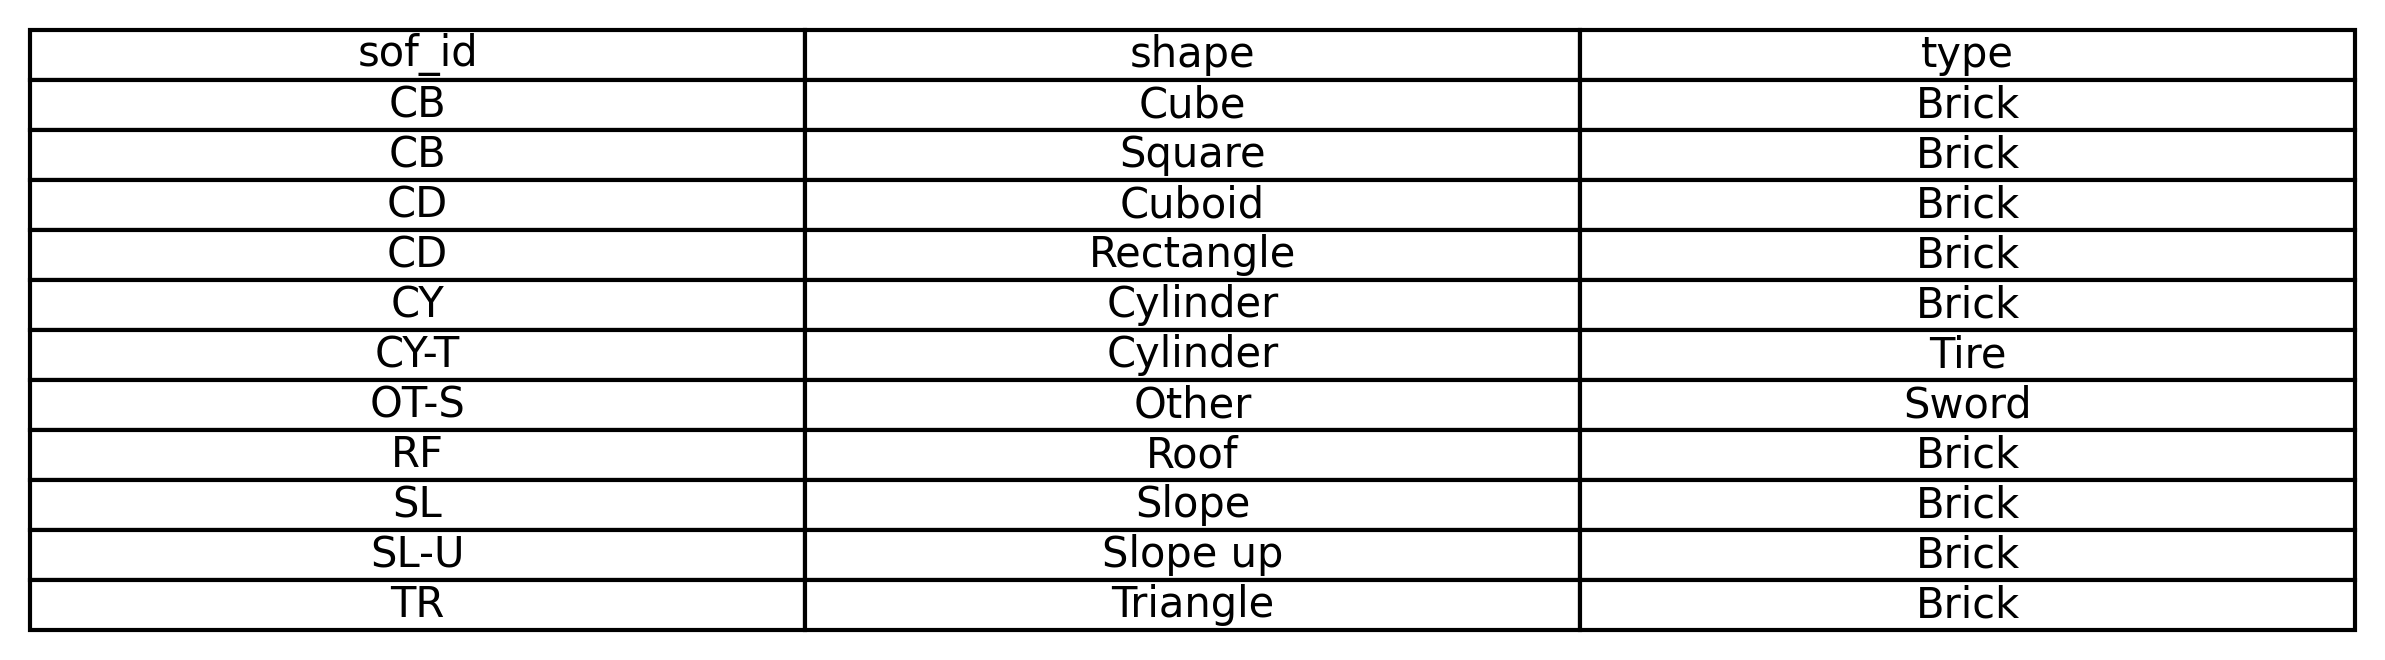 sof_id shape type
CB Cube Brick
CB Square Brick
CD Cuboid Brick
CD Rectangle Brick
CY Cylinder Brick
CY-T Cylinder Tire
OT-S Other Sword
RF Roof Brick
SL Slope Brick
SL-U Slope up Brick
TR Triangle Brick